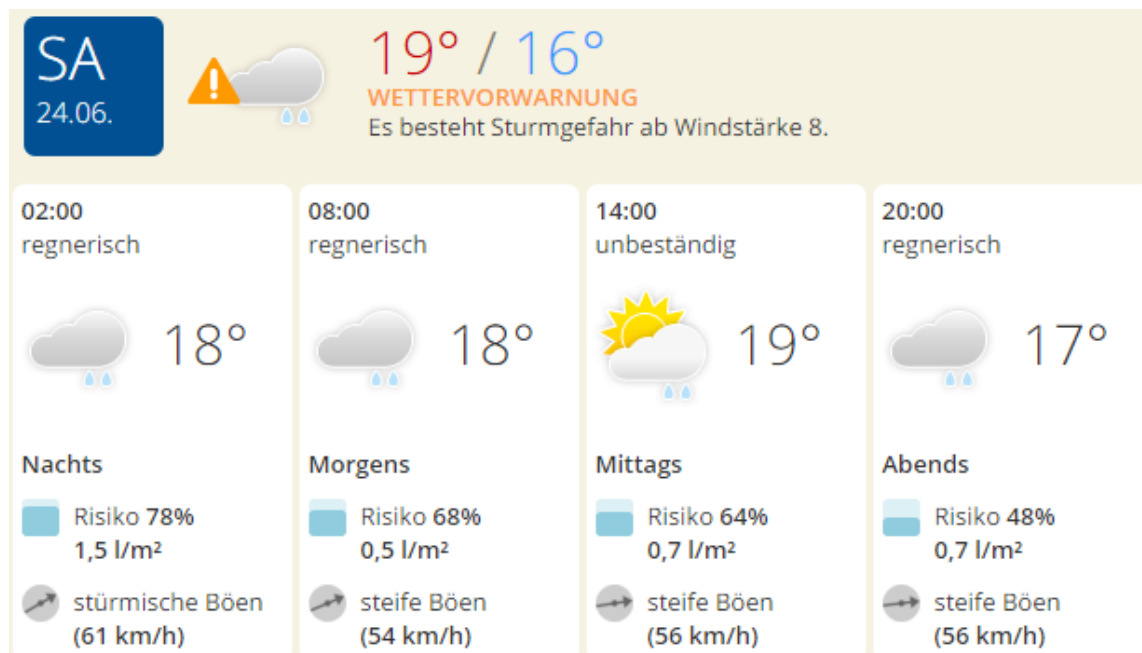 SA
24.06.
19° / 16°
WETTERVORWARNUNG
Es besteht Sturmgefahr ab Windstärke 8.
02:00
regnerisch
18°
Nachts
Risiko 78%
1,5 l/m²
stürmische Böen
(61 km/h)
08:00
regnerisch
18°
Morgens
Risiko 68%
0,5 l/m²
steife Böen
(54 km/h)
14:00
unbeständig
19°
Mittags
Risiko 64%
0,7 l/m²
steife Böen
(56 km/h)
20:00
regnerisch
17°
Abends
Risiko 48%
0,7 l/m²
steife Böen
(56 km/h)